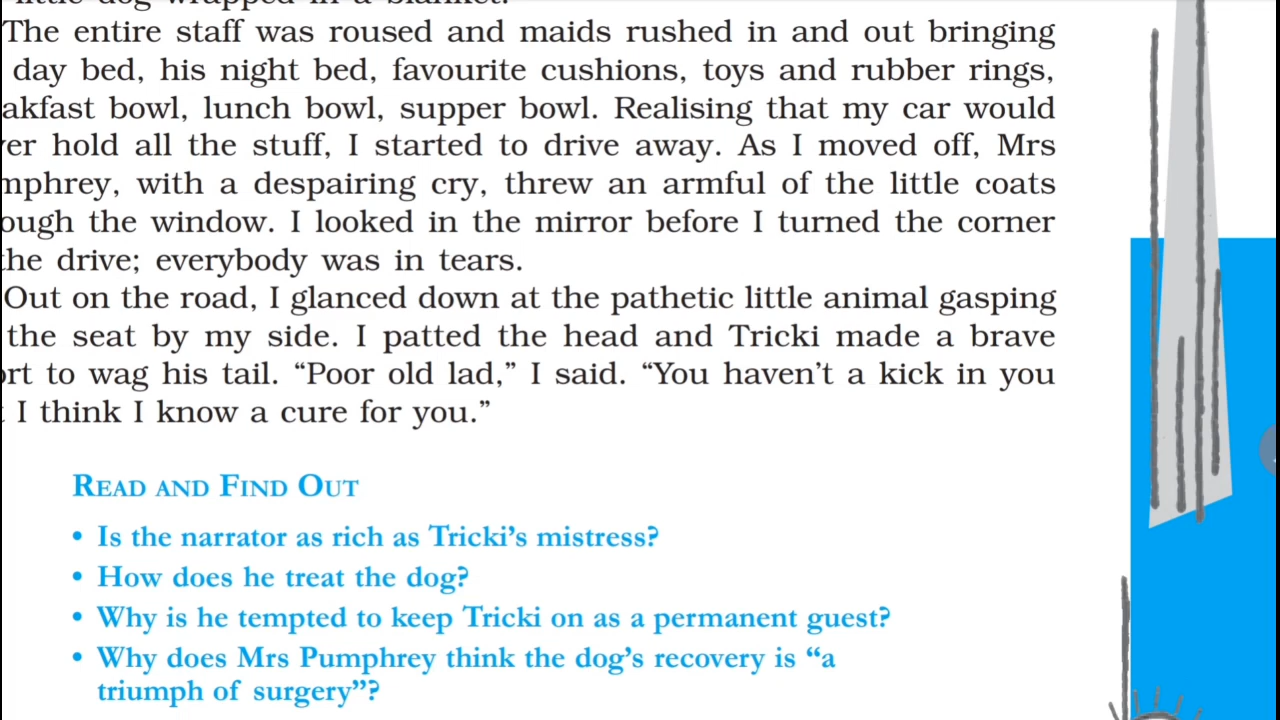 little dog wrapped in a blanket.
The entire staff was roused and maids rushed in and out bringing
day bed, his night bed, favourite cushions, toys and rubber rings,
akfast bowl, lunch bowl, supper bowl. Realising that my car would
er hold all the stuff, I started to drive away. As I moved off, Mrs
mphrey, with a despairing cry, threw an armful of the little coats
ough the window. I looked in the mirror before I turned the corner
the drive; everybody was in tears.
Out on the road, I glanced down at the pathetic little animal gasping
the seat by my side. I patted the head and Tricki made a brave
ort to wag his tail. “Poor old lad,” I said. “You haven’t a kick in you
I think I know a cure for you.”
READ AND FIND OUT
• Is the narrator as rich as Tricki’s mistress?
• How does he treat the dog?
• Why is he tempted to keep Tricki on as a permanent guest?
• Why does Mrs Pumphrey think the dog’s recovery is “a
triumph of surgery”?